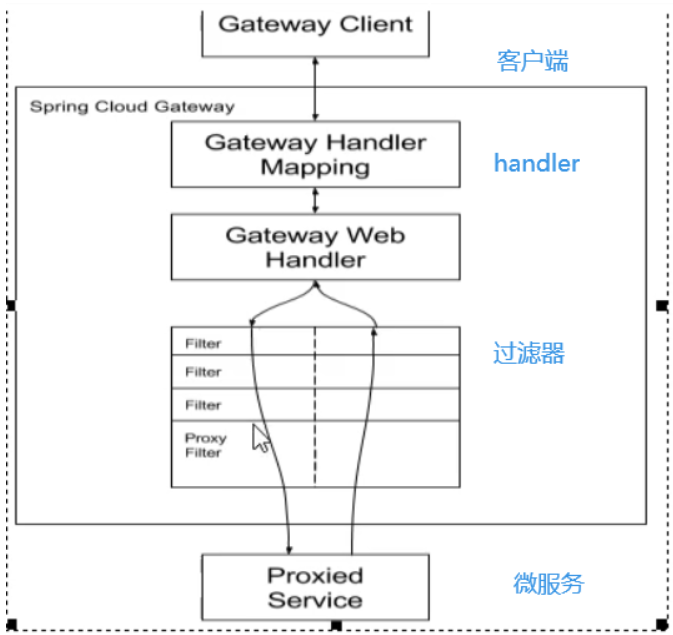 Gateway Client
客户端
Spring Cloud Gateway
Gateway Handler
Mapping
handler
Gateway Web
Handler
Filter
过滤器
Filter
Filter
Proxy
Filter
Proxied
Service
微服务